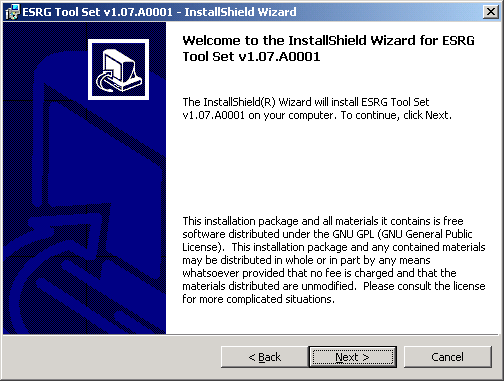 ESRG Tool Set v1.07.A0001 - InstallShield Wizard
Welcome to the InstallShield Wizard for ESRG
Tool Set v1.07.A0001
The InstallShield(R) Wizard will install ESRG Tool Set
v1.07.A0001 on your computer. To continue, click Next.
This installation package and all materials it contains is free
software distributed under the GNU GPL (GNU General Public
License).  This installation package and any contained materials
may be distributed in whole or in part by any means
whatsoever provided that no fee is charged and that the
materials distributed are unmodified.  Please consult the license
for more complicated situations.
< Back
Next >
Cancel